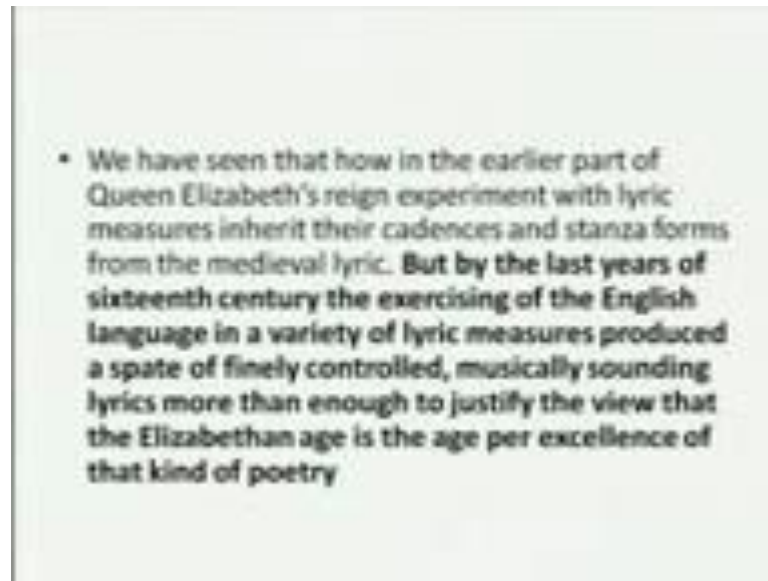 • We have seen that how in the earlier part of
Queen Elizabeth's reign experiment with lyric
measures inherit their cadences and stanza forms
from the medieval lyric. But by the last years of
sixteenth century the exercising of the English
language in a variety of lyric measures produced
a spate of finely controlled, musically sounding
lyrics more than enough to justify the view that
the Elizabethan age is the age per excellence of
that kind of poetry